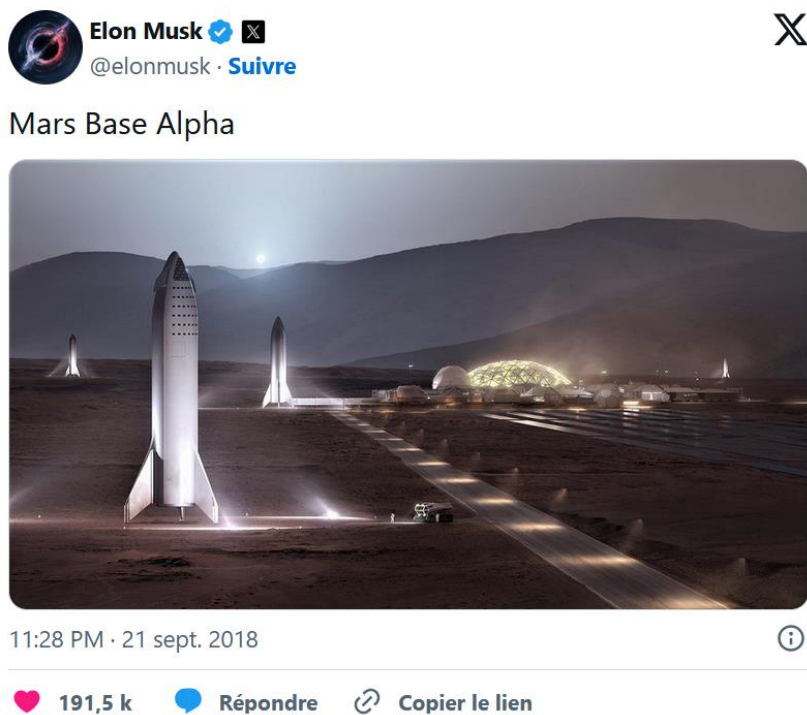 Elon Musk
@elonmusk · Suivre
Mars Base Alpha
11:28 PM · 21 sept. 2018
191,5 k Répondre Copier le lien